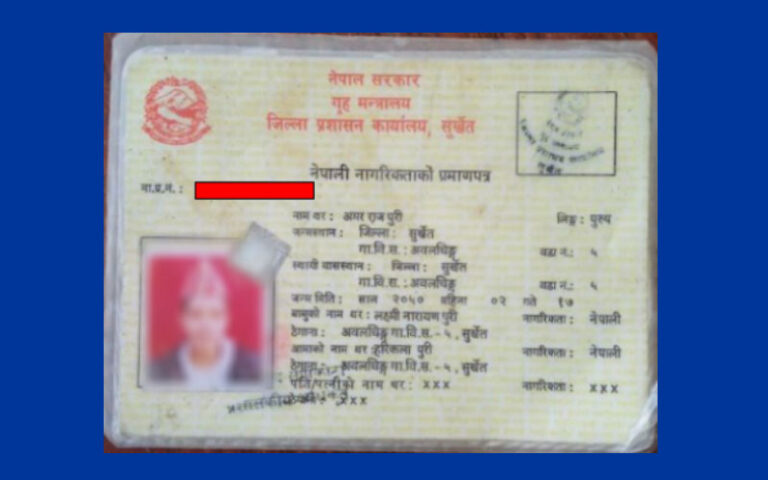 नेपाल सरकार
गृह मन्त्रालय
जिल्ला प्रशासन कार्यालय, सुर्खेत
नेपाली नागरिकताको प्रमाणपत्र
ना.प्र.नं. :
नाम थर : अमर राज पुरी लिङ्ग : पुरुष
जन्मस्थान : जिल्ला : सुर्खेत
गा.वि.स. : अवलचिङ्ग वडा नं.: ५
स्थायी वासस्थान : जिल्ला : सुर्खेत
गा.वि.स. : अवलचिङ्ग वडा नं.: ५
जन्म मिति : साल २०५० महिना ०२ गते १७
बाबुको नाम थर : लक्ष्मी नारायण पुरी नागरिकता : नेपाली
ठेगाना : अवलचिङ्ग गा.वि.स.- ५ , सुर्खेत
आमाको नाम थर : हरिकला पुरी नागरिकता : नेपाली
ठेगाना : अवलचिङ्ग गा.वि.स.- ५ , सुर्खेत
पति/पत्नीको नाम थर : xxx नागरिकता : xxx
xxx